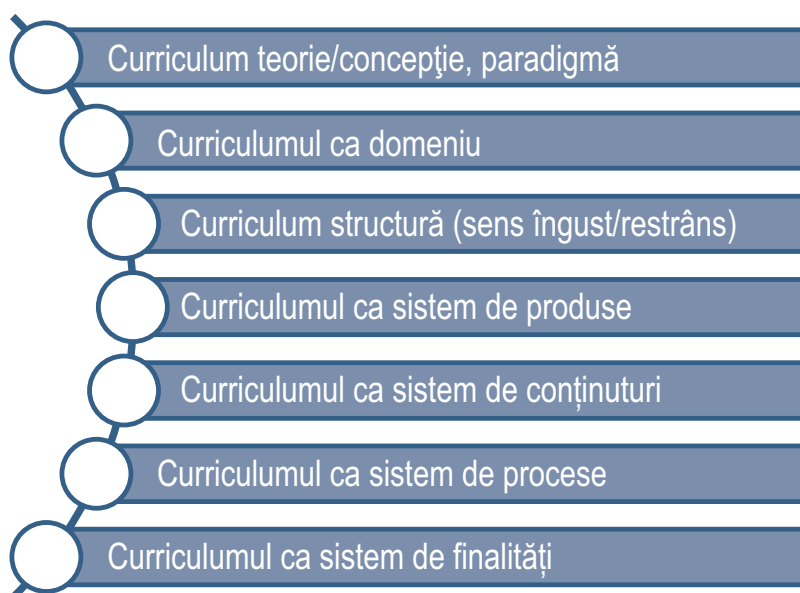 Curriculum teorie/concepţie, paradigmă
Curriculumul ca domeniu
Curriculum structură (sens îngust/restrâns)
Curriculumul ca sistem de produse
Curriculumul ca sistem de conținuturi
Curriculumul ca sistem de procese
Curriculumul ca sistem de finalități